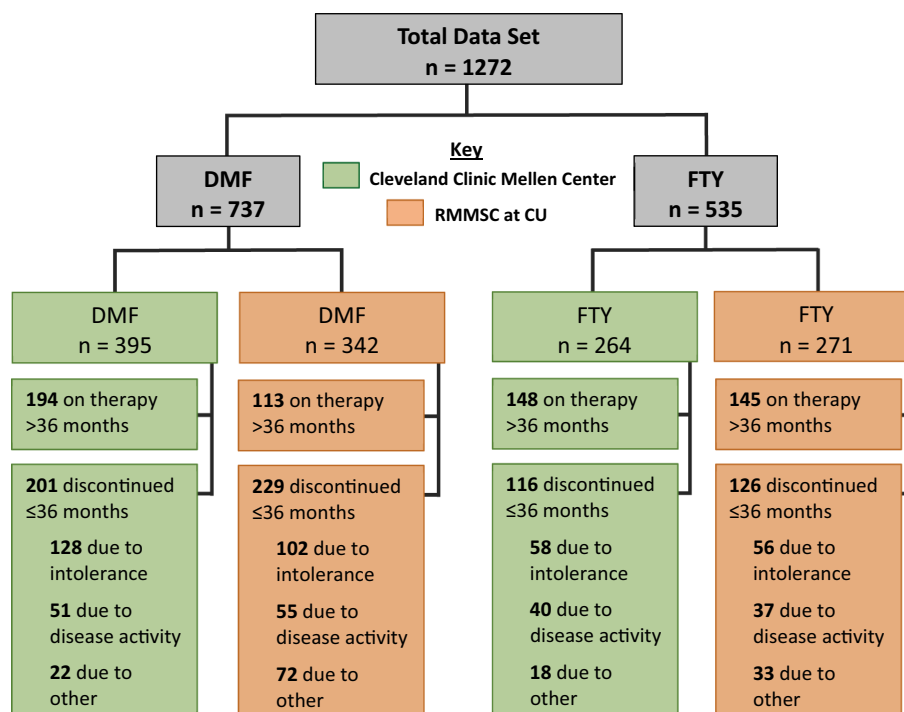 Total Data Set
n = 1272
Key
Cleveland Clinic Mellen Center
RMMSC at CU
DMF
n = 737
FTY
n = 535
DMF
n = 395
194 on therapy
>36 months
201 discontinued
≤36 months
128 due to
intolerance
51 due to
disease activity
22 due to
other
DMF
n = 342
113 on therapy
>36 months
229 discontinued
≤36 months
102 due to
intolerance
55 due to
disease activity
72 due to
other
FTY
n = 264
148 on therapy
>36 months
116 discontinued
≤36 months
58 due to
intolerance
40 due to
disease activity
18 due to
other
FTY
n = 271
145 on therapy
>36 months
126 discontinued
≤36 months
56 due to
intolerance
37 due to
disease activity
33 due to
other